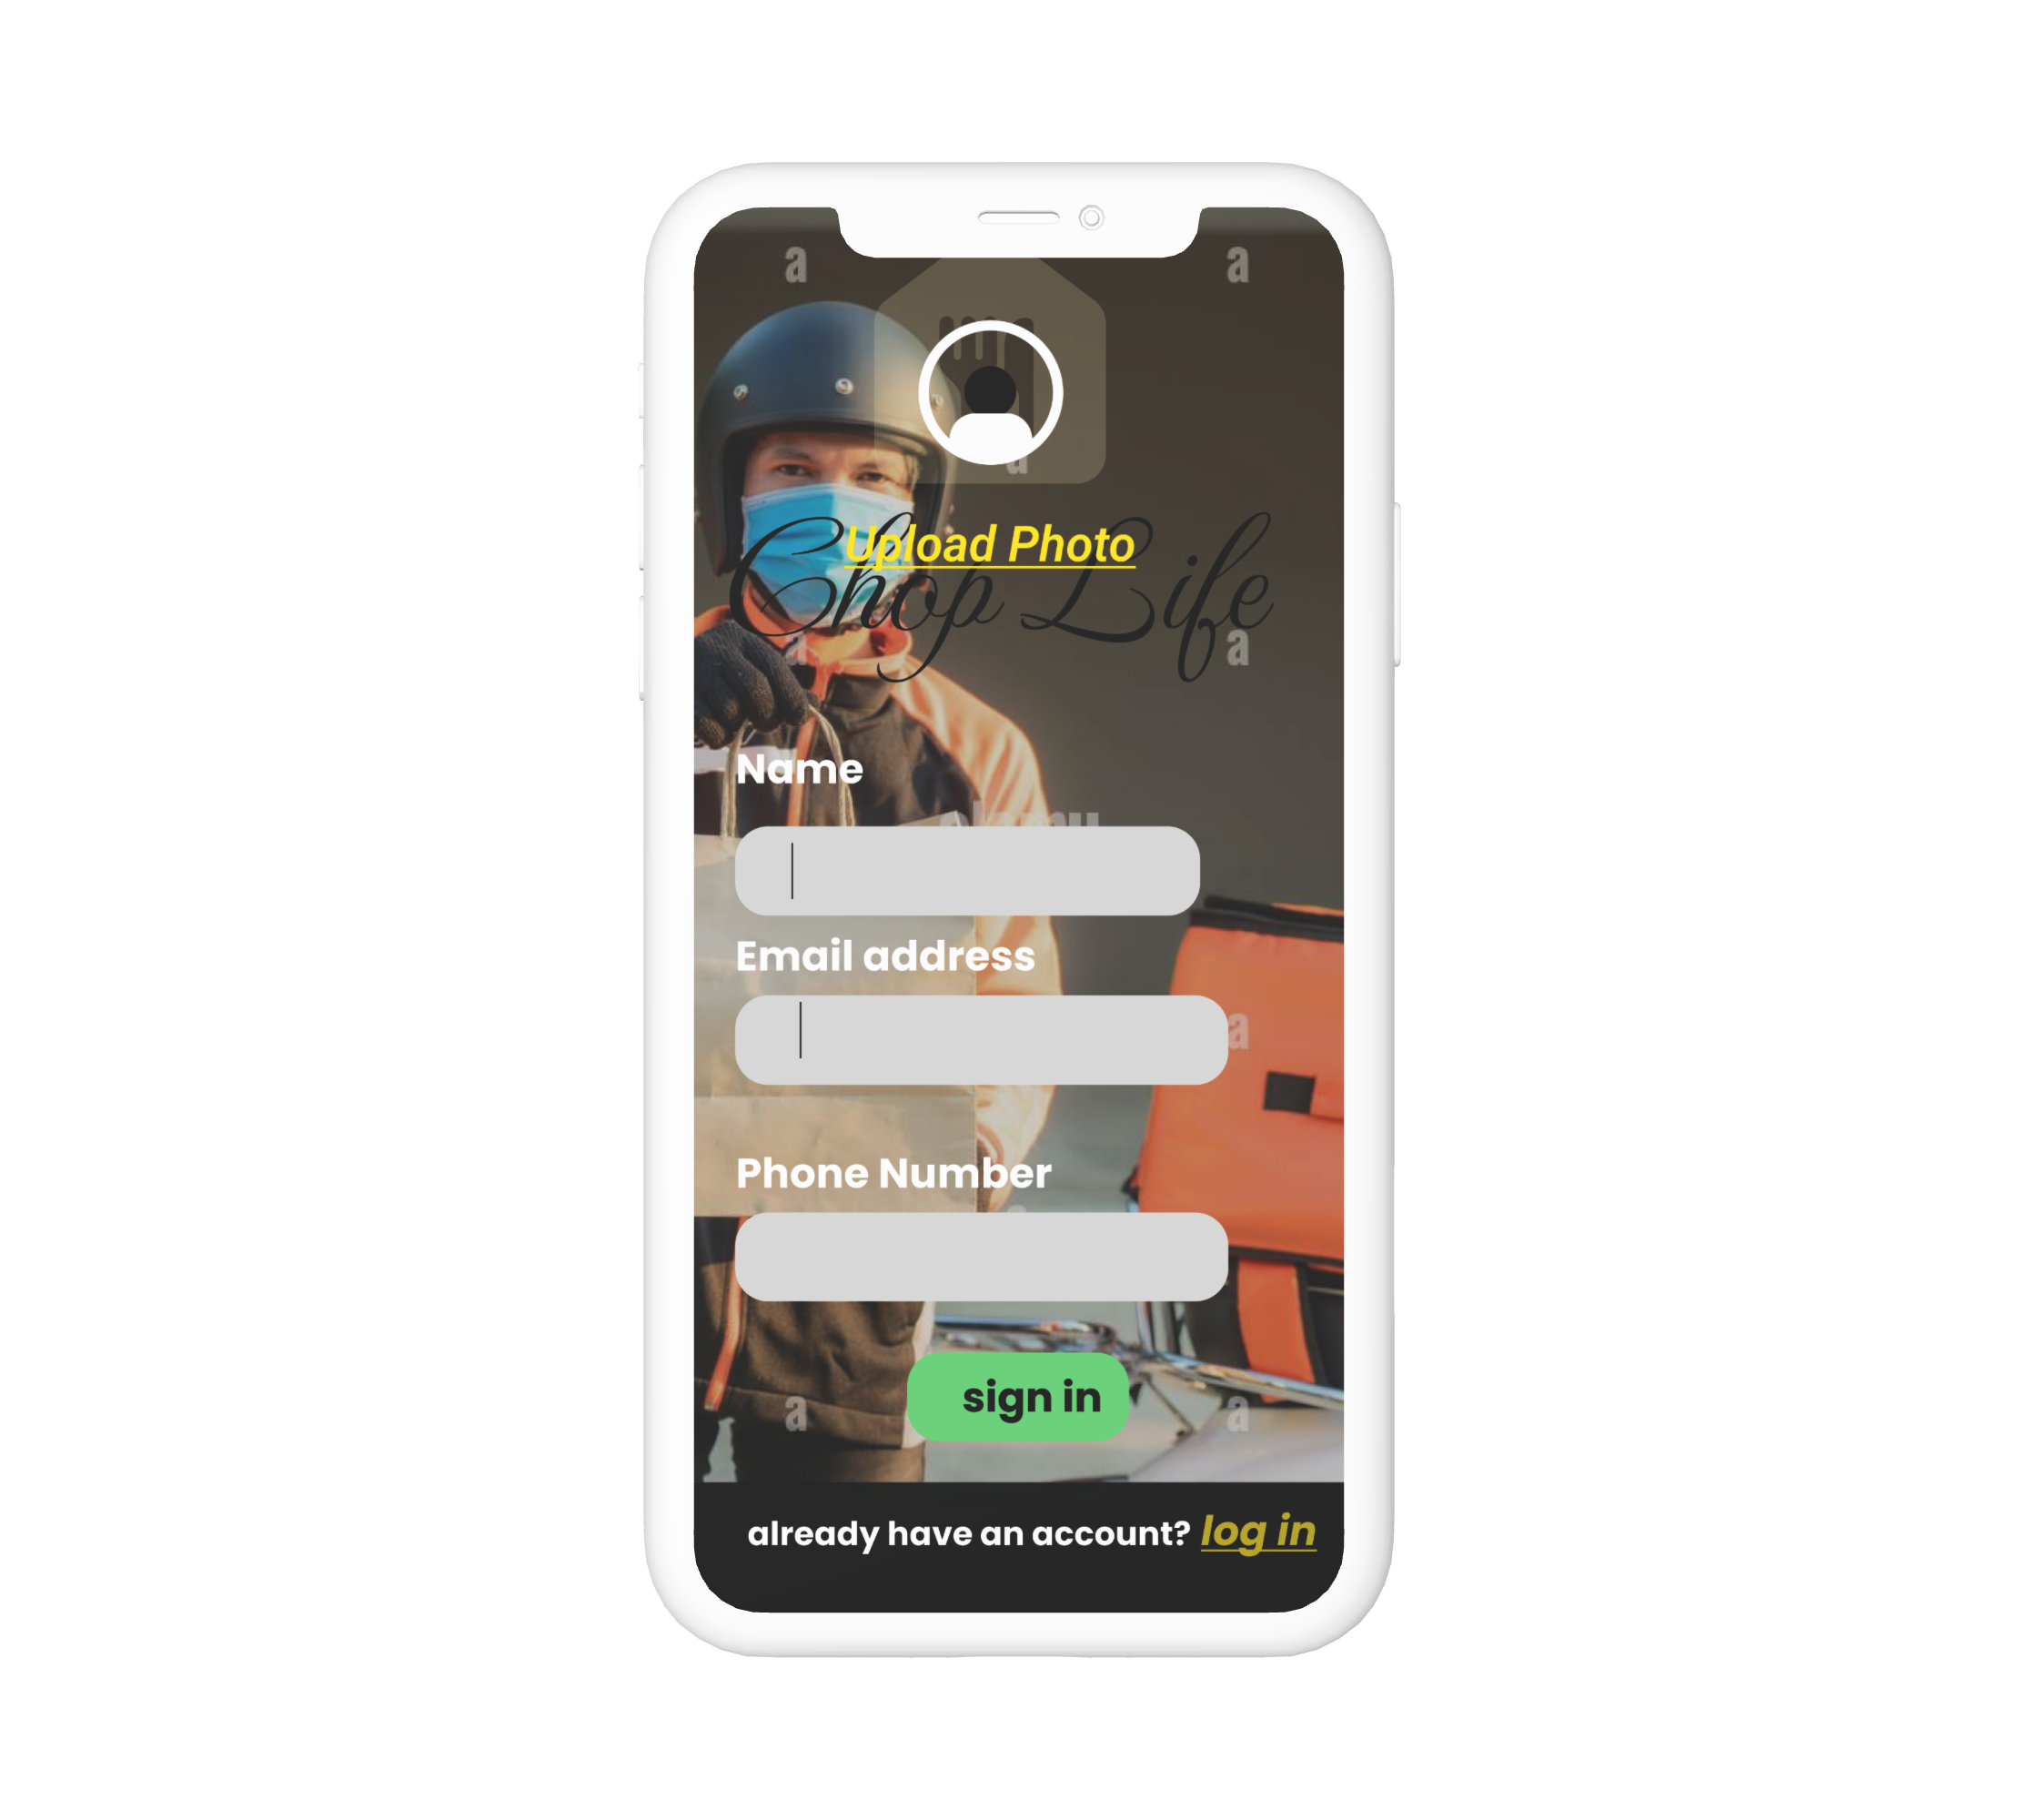 a a
a
Upload Photo
Chop Life
a a
Name
Email address
a
Phone Number
sign in
a a
already have an account? log in